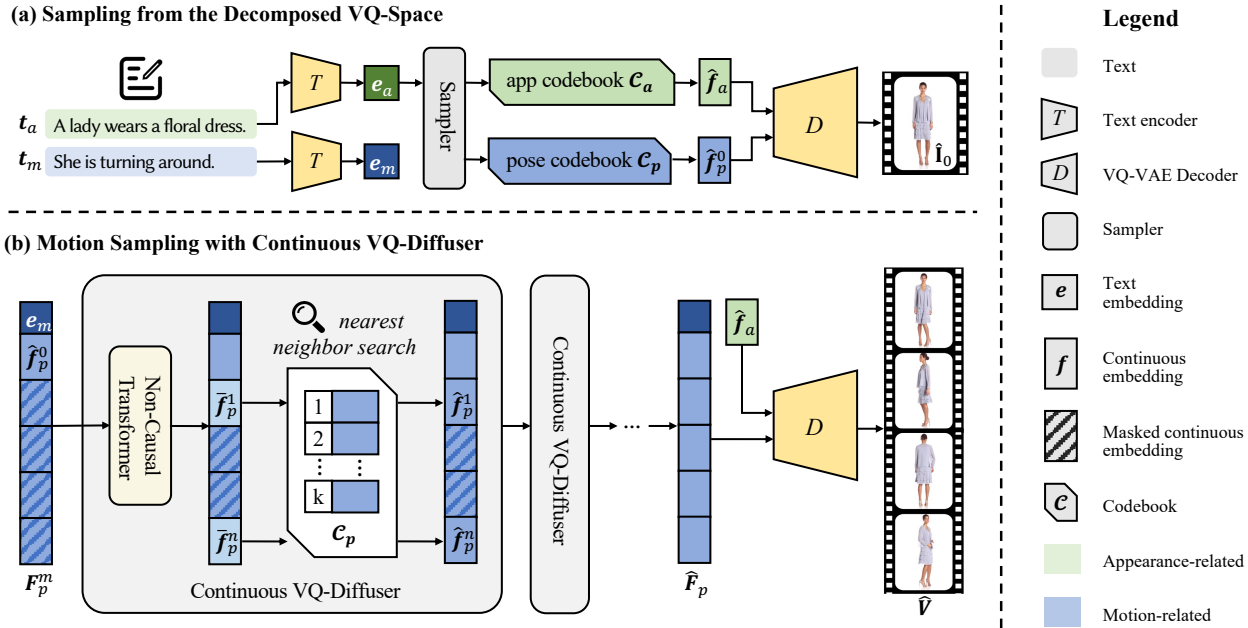 (a) Sampling from the Decomposed VQ-Space
t_a A lady wears a floral dress.
t_m She is turning around.
T
T
e_a
e_m
Sampler
app codebook C_a
pose codebook C_p
f̂_a
f̂_p^0
D
Î_0
(b) Motion Sampling with Continuous VQ-Diffuser
e_m
f̂_p^0
F_p^m
Non-Causal
Transformer
f̄_p^1
f̄_p^n
nearest
neighbor search
1
2
k
C_p
f̂_p^1
f̂_p^n
Continuous VQ-Diffuser
Continuous VQ-Diffuser
...
F̂_p
f̂_a
D
V̂
Legend
Text
T Text encoder
D VQ-VAE Decoder
Sampler
e Text
embedding
f Continuous
embedding
Masked continuous
embedding
C Codebook
Appearance-related
Motion-related